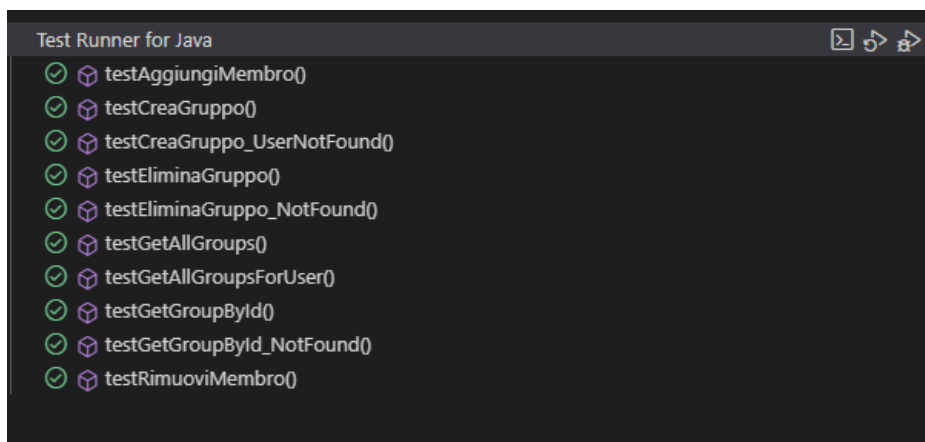 Test Runner for Java
testAggiungiMembro()
testCreaGruppo()
testCreaGruppo_UserNotFound()
testEliminaGruppo()
testEliminaGruppo_NotFound()
testGetAllGroups()
testGetAllGroupsForUser()
testGetGroupById()
testGetGroupById_NotFound()
testRimuoviMembro()